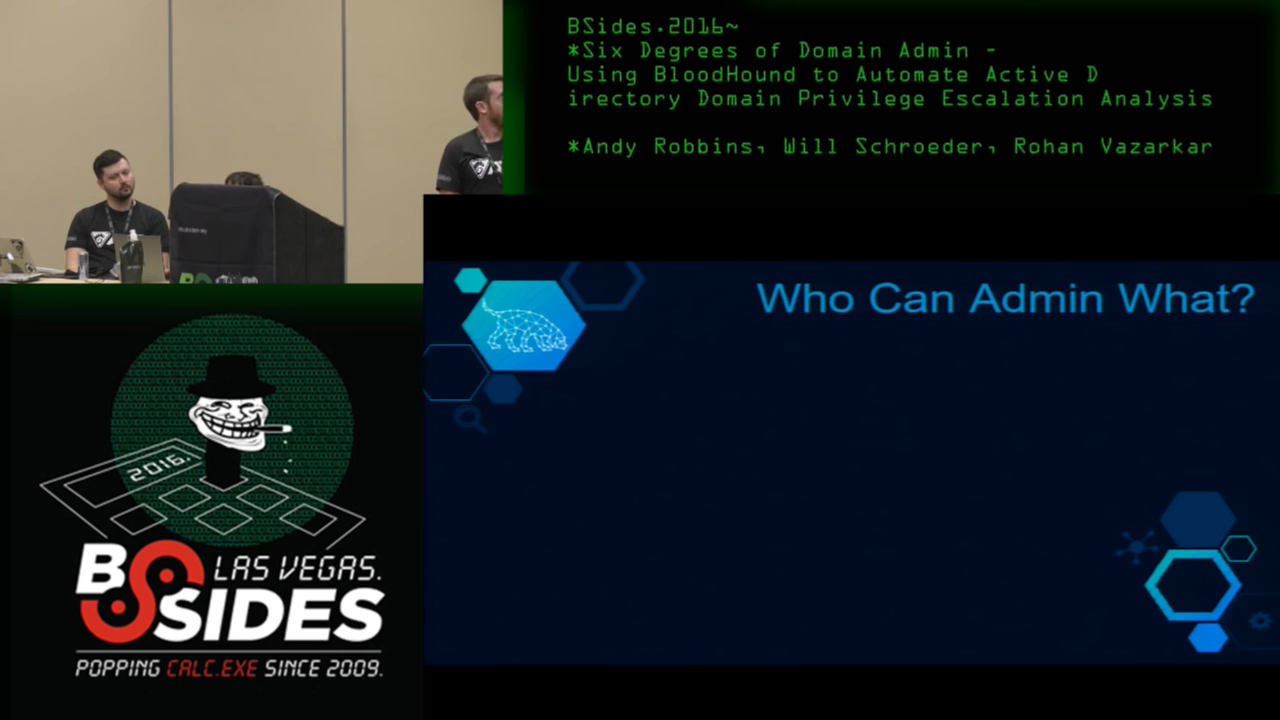 BSides.2016~
*Six Degrees of Domain Admin -
Using BloodHound to Automate Active D
irectory Domain Privilege Escalation Analysis
*Andy Robbins, Will Schroeder, Rohan Vazarkar
Who Can Admin What?
2016.
BSIDES
LAS VEGAS.
POPPING CALC.EXE SINCE 2009.